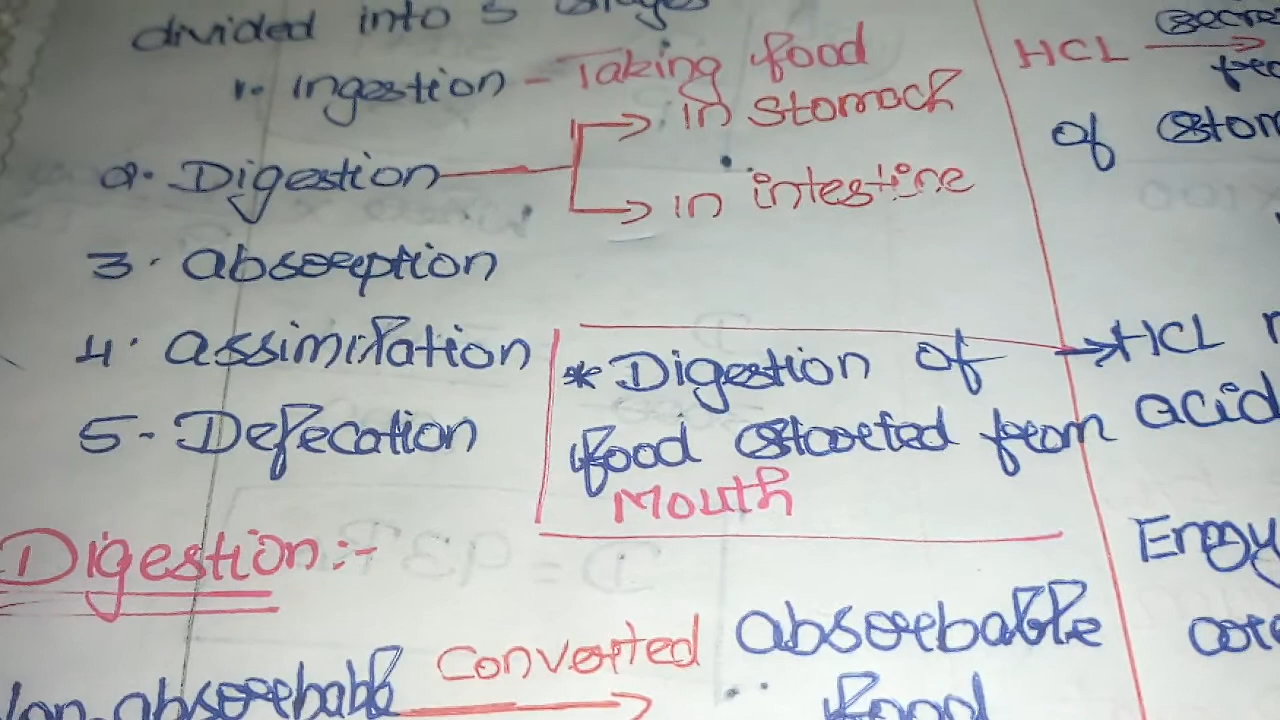 divided into 5 stages
1. Ingestion - Taking food
2. Digestion → in stomach
→ in intestine
3. absorption
4. assimilation
5. Defecation
* Digestion of
food started from
Mouth
Digestion:-
Non absorbable converted → absorbable
food
HCL →
of
→ HCL
acid